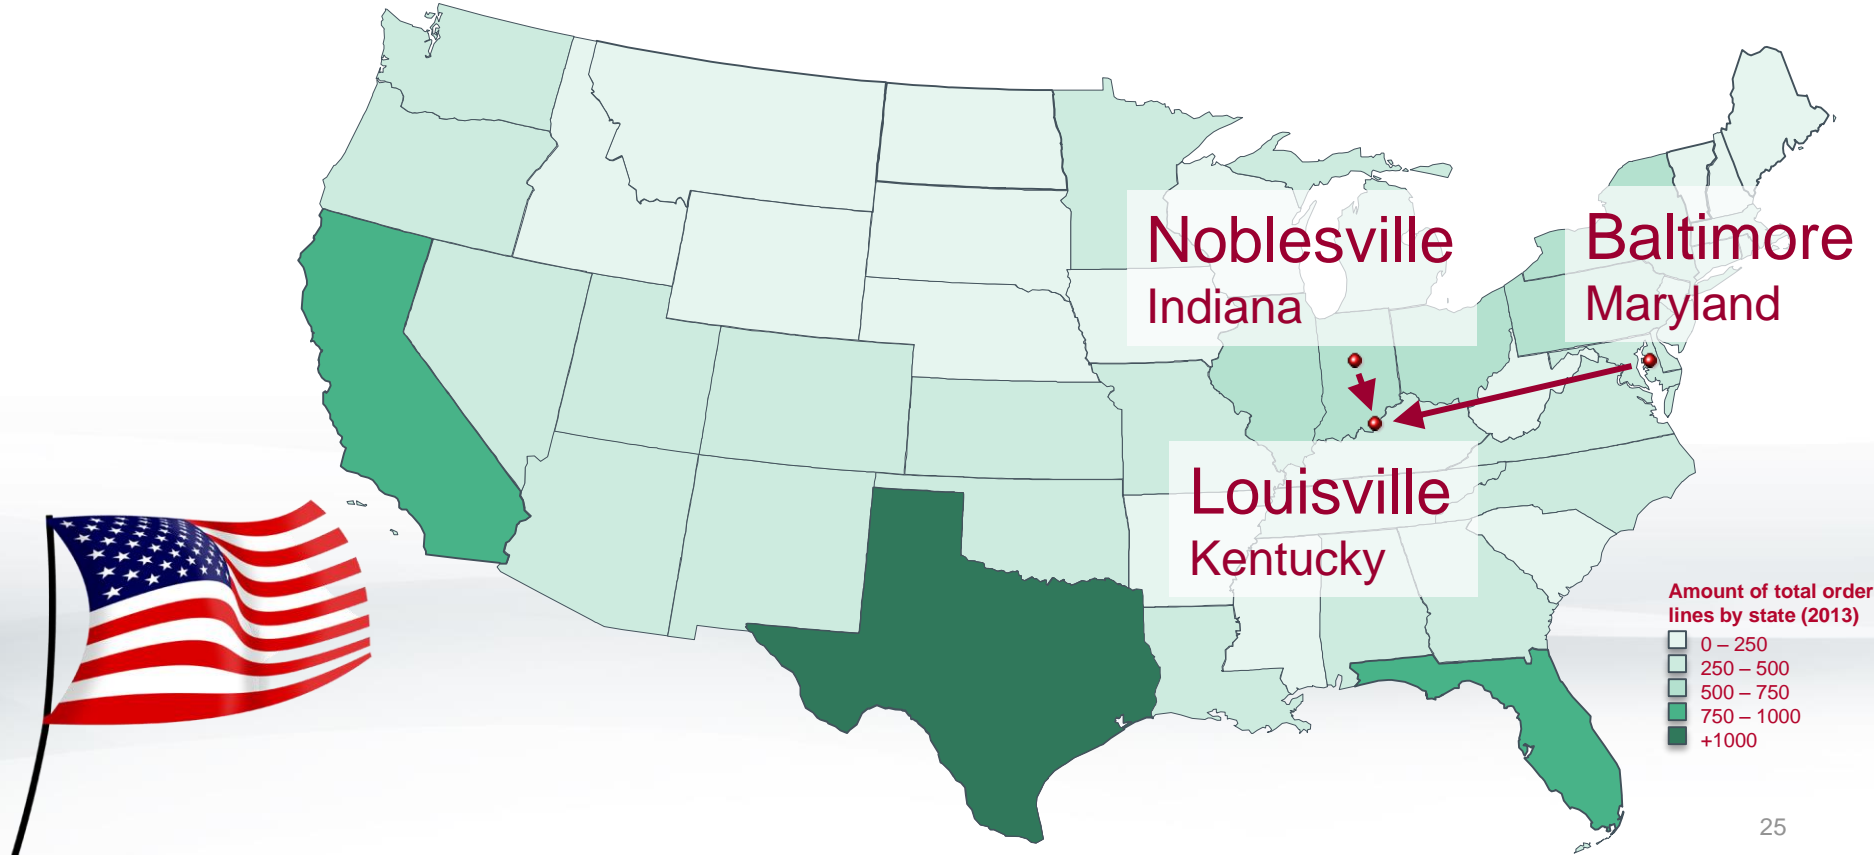 Noblesville
Indiana
Baltimore
Maryland
Louisville
Kentucky
Amount of total order
lines by state (2013)
0 – 250
250 – 500
500 – 750
750 – 1000
+1000
25